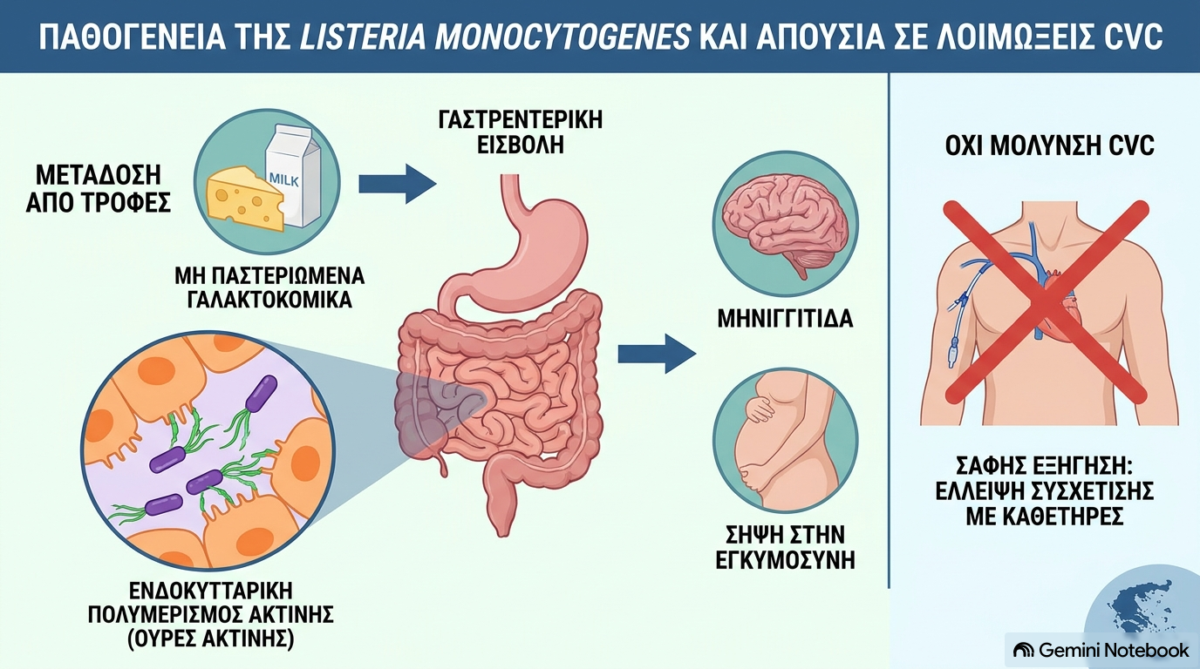 ΠΑΘΟΓΕΝΕΙΑ ΤΗΣ LISTERIA MONOCYTOGENES ΚΑΙ ΑΠΟΥΣΙΑ ΣΕ ΛΟΙΜΩΞΕΙΣ CVC
ΜΕΤΑΔΟΣΗ
ΑΠΟ ΤΡΟΦΕΣ
MILK
ΜΗ ΠΑΣΤΕΡΙΩΜΕΝΑ
ΓΑΛΑΚΤΟΚΟΜΙΚΑ
ΓΑΣΤΡΕΝΤΕΡΙΚΗ
ΕΙΣΒΟΛΗ
ΕΝΔΟΚΥΤΤΑΡΙΚΗ
ΠΟΛΥΜΕΡΙΣΜΟΣ ΑΚΤΙΝΗΣ
(ΟΥΡΕΣ ΑΚΤΙΝΗΣ)
ΜΗΝΙΓΓΙΤΙΔΑ
ΣΗΨΗ ΣΤΗΝ
ΕΓΚΥΜΟΣΥΝΗ
ΟΧΙ ΜΟΛΥΝΣΗ CVC
ΣΑΦΗΣ ΕΞΗΓΗΣΗ:
ΕΛΛΕΙΨΗ ΣΥΣΧΕΤΙΣΗΣ
ΜΕ ΚΑΘΕΤΗΡΕΣ
Gemini Notebook